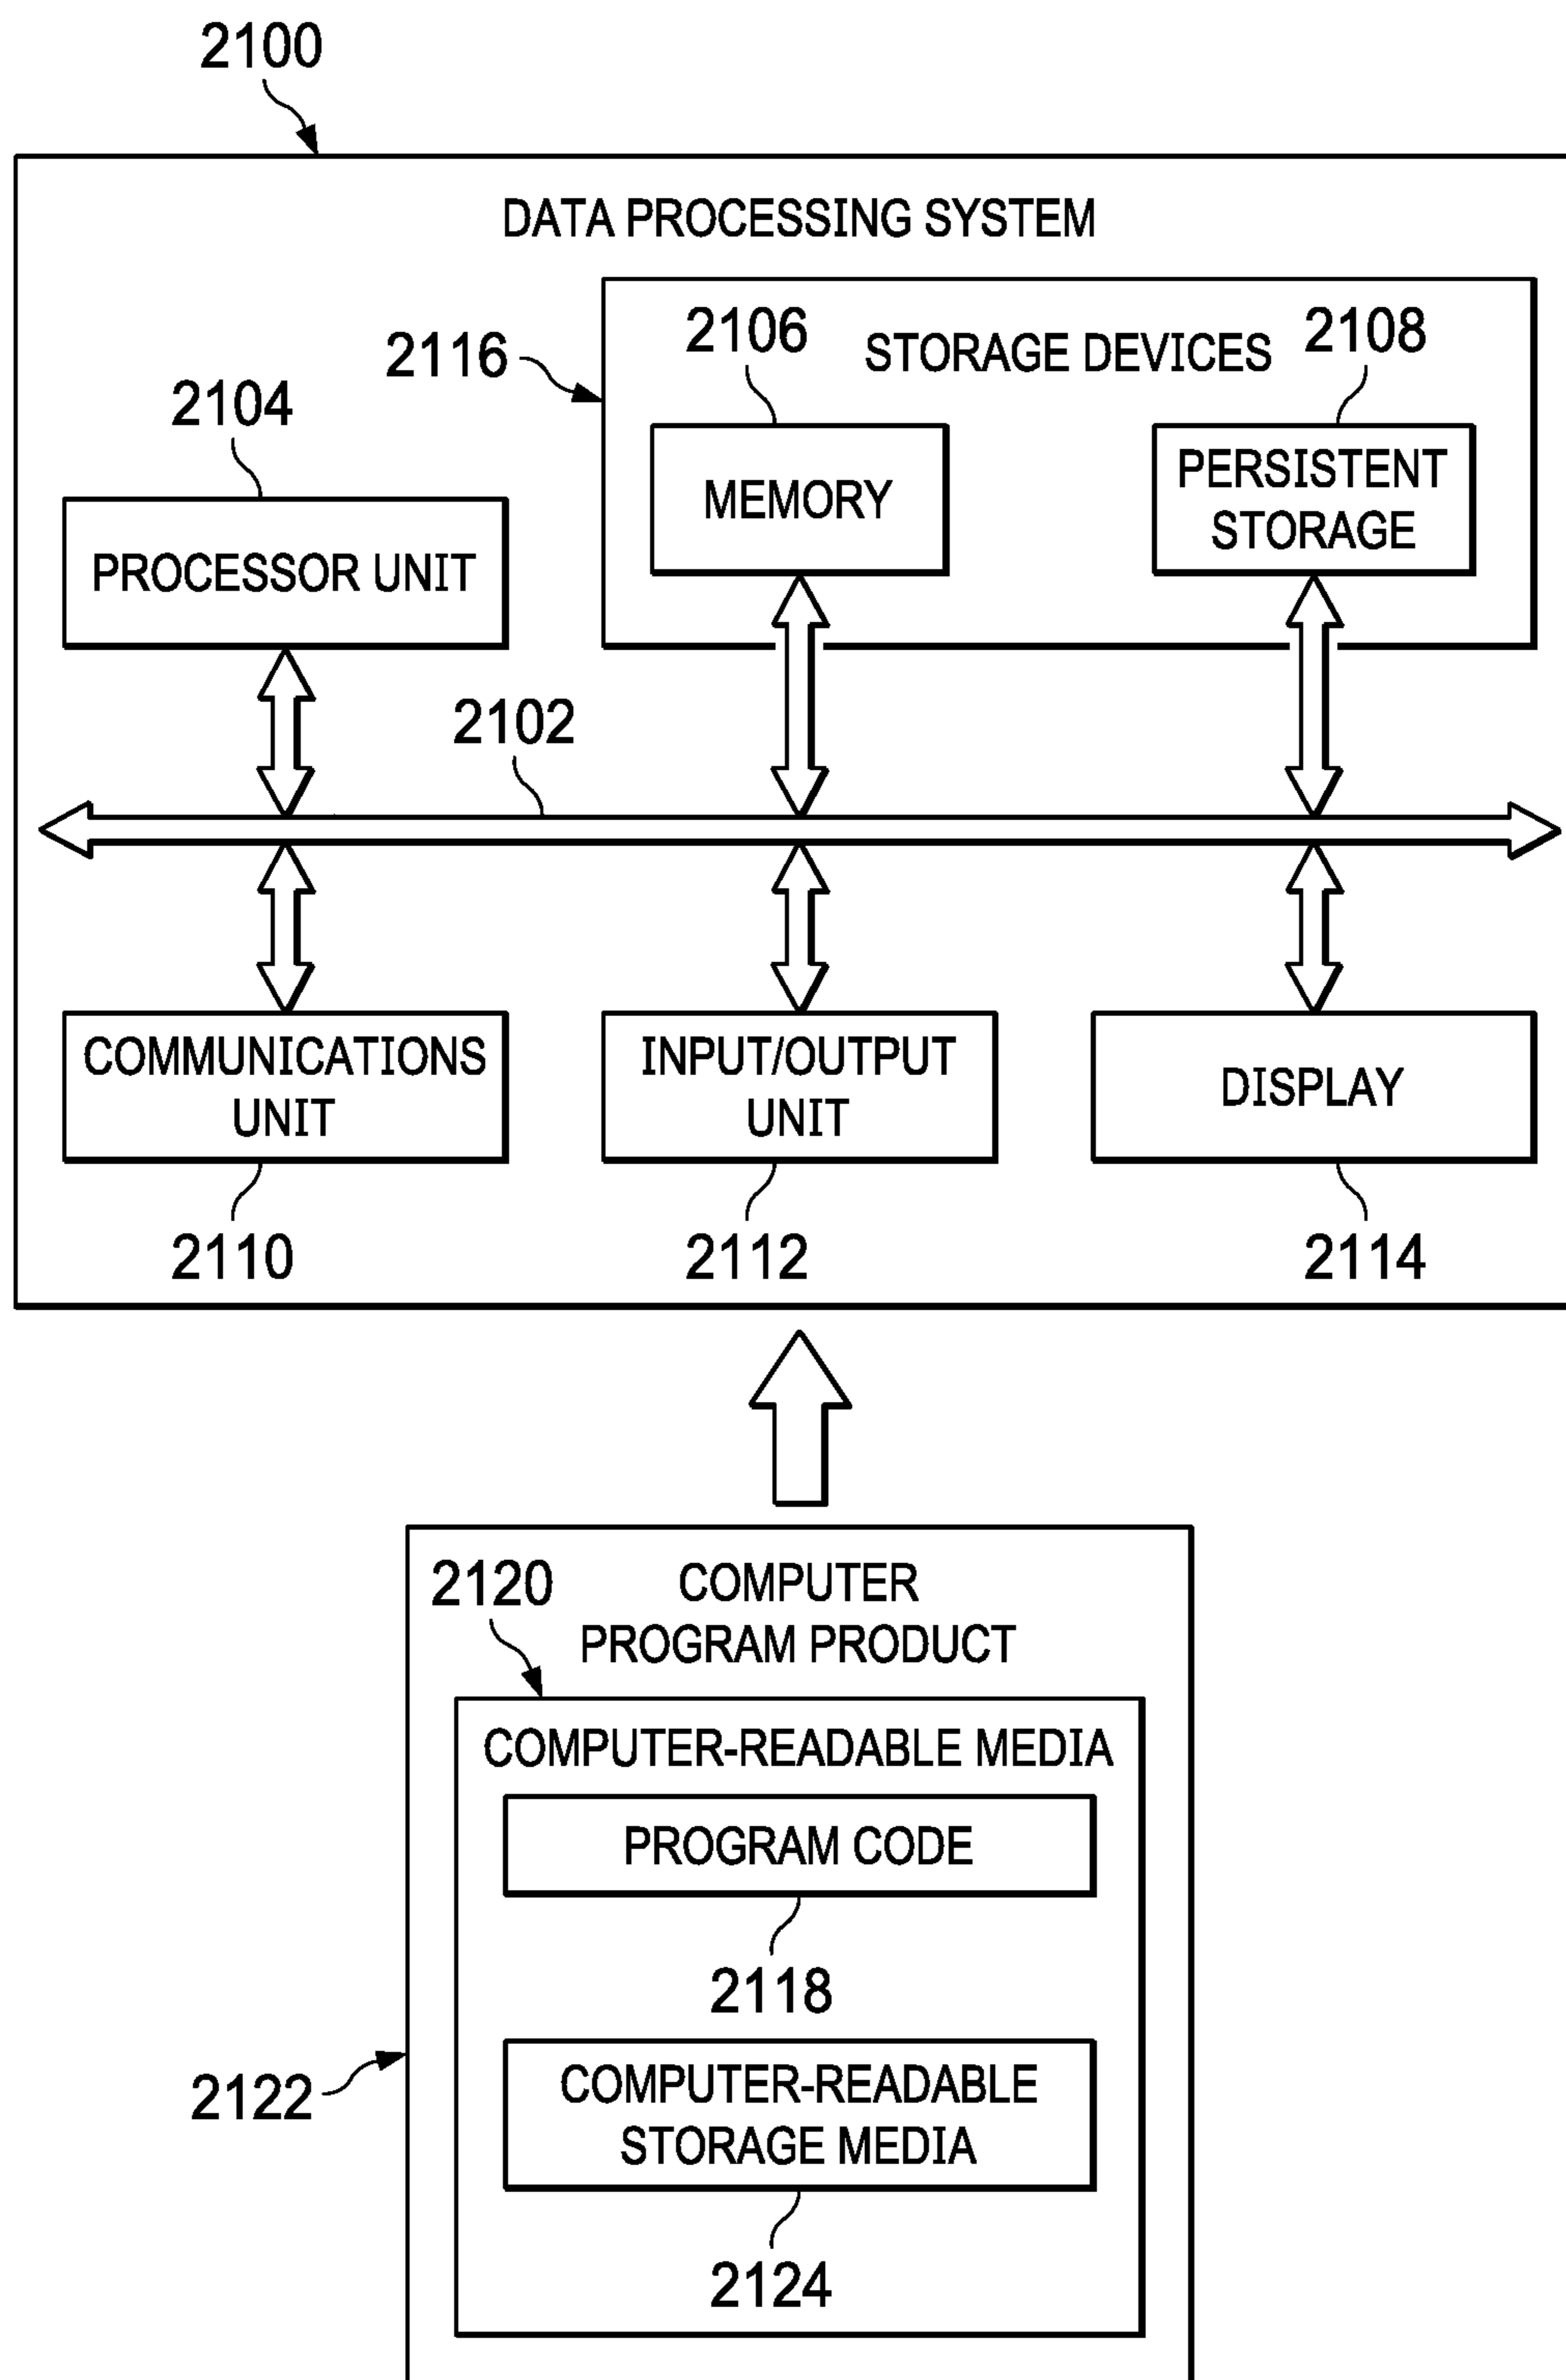 2100
DATA PROCESSING SYSTEM
2116
2106
STORAGE DEVICES
2108
2104
MEMORY
PERSISTENT
STORAGE
PROCESSOR UNIT
2102
COMMUNICATIONS
UNIT
INPUT/OUTPUT
UNIT
DISPLAY
2110
2112
2114
2120
COMPUTER
PROGRAM PRODUCT
COMPUTER-READABLE MEDIA
PROGRAM CODE
2118
2122
COMPUTER-READABLE
STORAGE MEDIA
2124